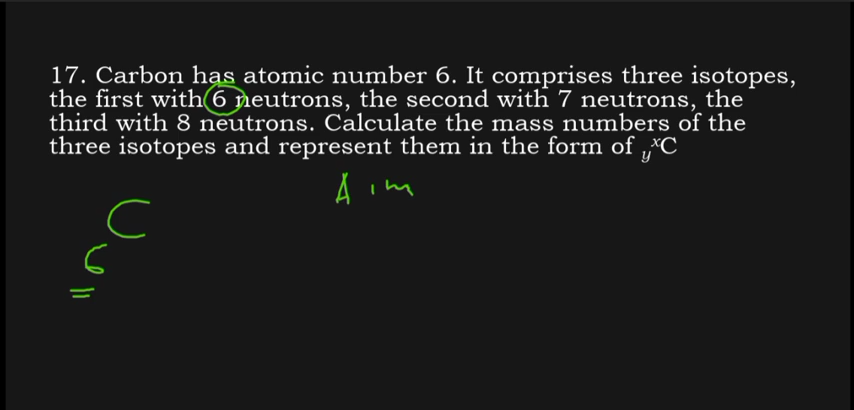 17. Carbon has atomic number 6. It comprises three isotopes,
the first with 6 neutrons, the second with 7 neutrons, the
third with 8 neutrons. Calculate the mass numbers of the
three isotopes and represent them in the form of yˣC
C
6
=